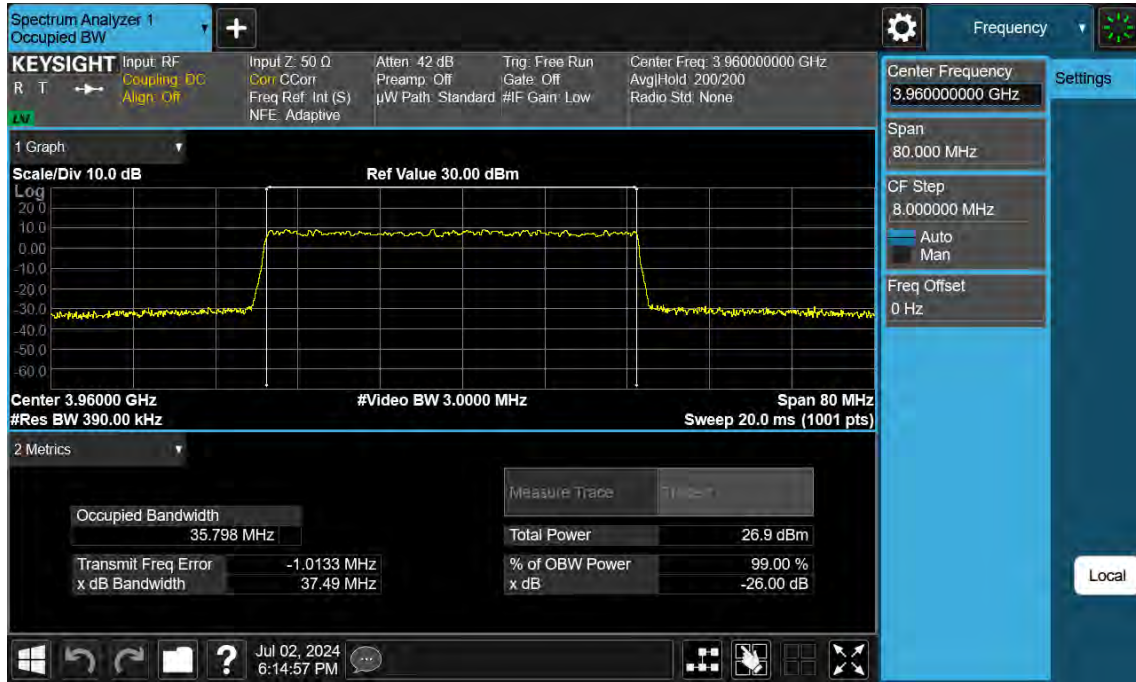 Spectrum Analyzer 1
Occupied BW
+
Frequency
KEYSIGHT
R T
LXI
Input: RF
Coupling: DC
Align: Off
Input Z: 50 Ω
Corr CCorr
Freq Ref: Int (S)
NFE: Adaptive
Atten: 42 dB
Preamp: Off
µW Path: Standard
Trig: Free Run
Gate: Off
#IF Gain: Low
Center Freq: 3.960000000 GHz
Avg|Hold: 200/200
Radio Std: None
Center Frequency
3.960000000 GHz
Settings
Span
80.000 MHz
CF Step
8.000000 MHz
Auto
Man
Freq Offset
0 Hz
Local
1 Graph
Scale/Div 10.0 dB
Ref Value 30.00 dBm
Log
20.0
10.0
0.00
-10.0
-20.0
-30.0
-40.0
-50.0
-60.0
Center 3.96000 GHz
#Video BW 3.0000 MHz
Span 80 MHz
#Res BW 390.00 kHz
Sweep 20.0 ms (1001 pts)
2 Metrics
Measure Trace
Occupied Bandwidth
35.798 MHz
Total Power 26.9 dBm
Transmit Freq Error -1.0133 MHz
% of OBW Power 99.00 %
x dB Bandwidth 37.49 MHz
x dB -26.00 dB
?
Jul 02, 2024
6:14:57 PM